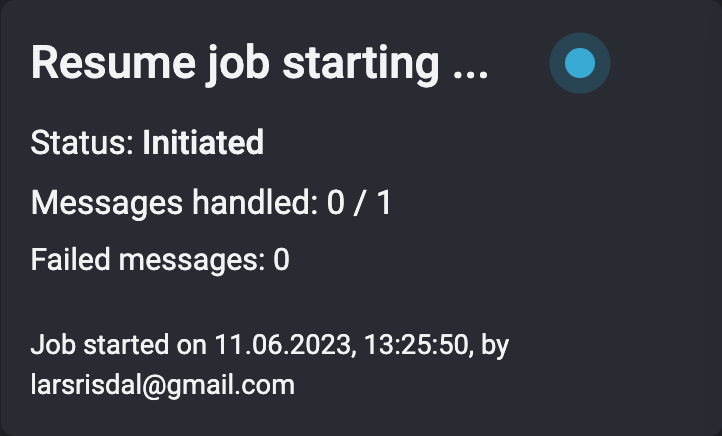 Resume job starting ...
Status: Initiated
Messages handled: 0 / 1
Failed messages: 0
Job started on 11.06.2023, 13:25:50, by
larsrisdal@gmail.com